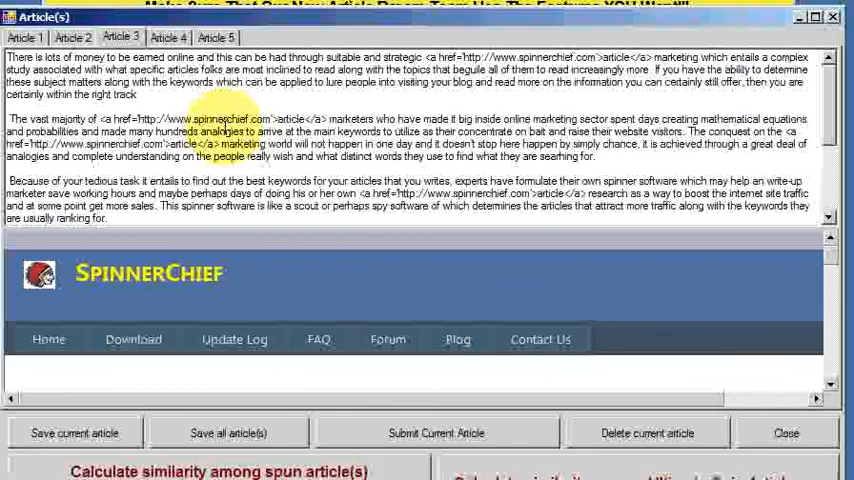 Article(s)
Article 1 Article 2 Article 3 Article 4 Article 5
There is lots of money to be earned online and this can be had through suitable and strategic <a href='http://www.spinnerchief.com'>article</a> marketing which entails a complex
study associated with what specific articles folks are most inclined to read along with the topics that beguile all of them to read increasingly more. If you have the ability to determine
these subject matters along with the keywords which can be applied to lure people into visiting your blog and read more on the information you can certainly still offer, then you are
certainly within the right track
The vast majority of <a href='http://www.spinnerchief.com'>article</a> marketers who have made it big inside online marketing sector spent days creating mathematical equations
and probabilities and made many hundreds analogies to arrive at the main keywords to utilize as their concentrate on bait and raise their website visitors. The conquest on the <a
href='http://www.spinnerchief.com'>article</a> marketing world will not happen in one day and it doesn't stop here happen by simply chance, it is achieved through a great deal of
analogies and complete understanding on the people really wish and what distinct words they use to find what they are searhing for.
Because of your tedious task it entails to find out the best keywords for your articles that you writes, experts have formulate their own spinner software which may help an write-up
marketer save working hours and maybe perhaps days of doing his or her own <a href='http://www.spinnerchief.com'>article</a> research as a way to boost the internet site traffic
and at some point get more sales. This spinner software is like a scout or perhaps spy software of which determines the articles that attract more traffic along with the keywords they
are usually ranking for.
SPINNERCHIEF
Home Download Update Log FAQ Forum Blog Contact Us
Save current article Save all article(s) Submit Current Article Delete current article Close
Calculate similarity among spun article(s)